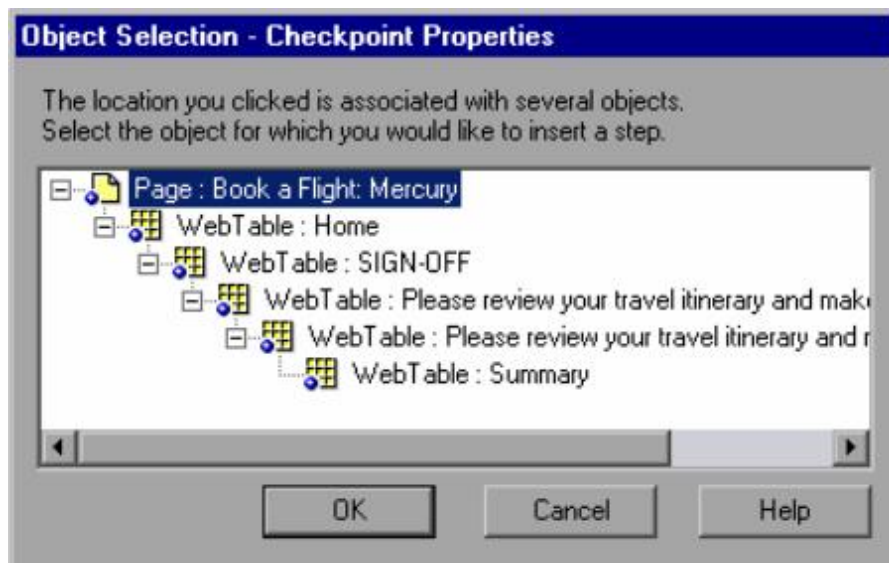 Object Selection - Checkpoint Properties
The location you clicked is associated with several objects.
Select the object for which you would like to insert a step.
Page : Book a Flight: Mercury
WebTable : Home
WebTable : SIGN-OFF
WebTable : Please review your travel itinerary and make
WebTable : Please review your travel itinerary and
WebTable : Summary
OK Cancel Help